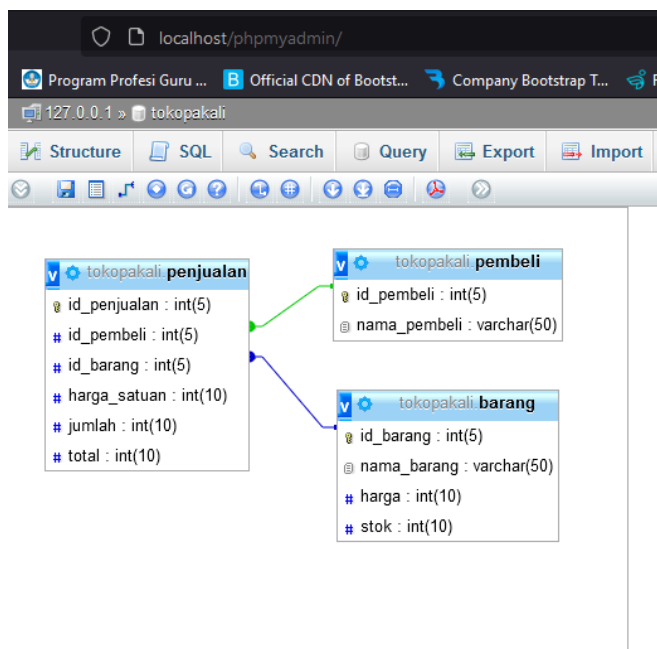 localhost/phpmyadmin/
Program Profesi Guru ... B Official CDN of Bootst... Company Bootstrap T...
127.0.0.1 » tokopakali
Structure SQL Search Query Export Import
tokopakali.penjualan
id_penjualan : int(5)
id_pembeli : int(5)
id_barang : int(5)
harga_satuan : int(10)
jumlah : int(10)
total : int(10)
tokopakali.pembeli
id_pembeli : int(5)
nama_pembeli : varchar(50)
tokopakali.barang
id_barang : int(5)
nama_barang : varchar(50)
harga : int(10)
stok : int(10)